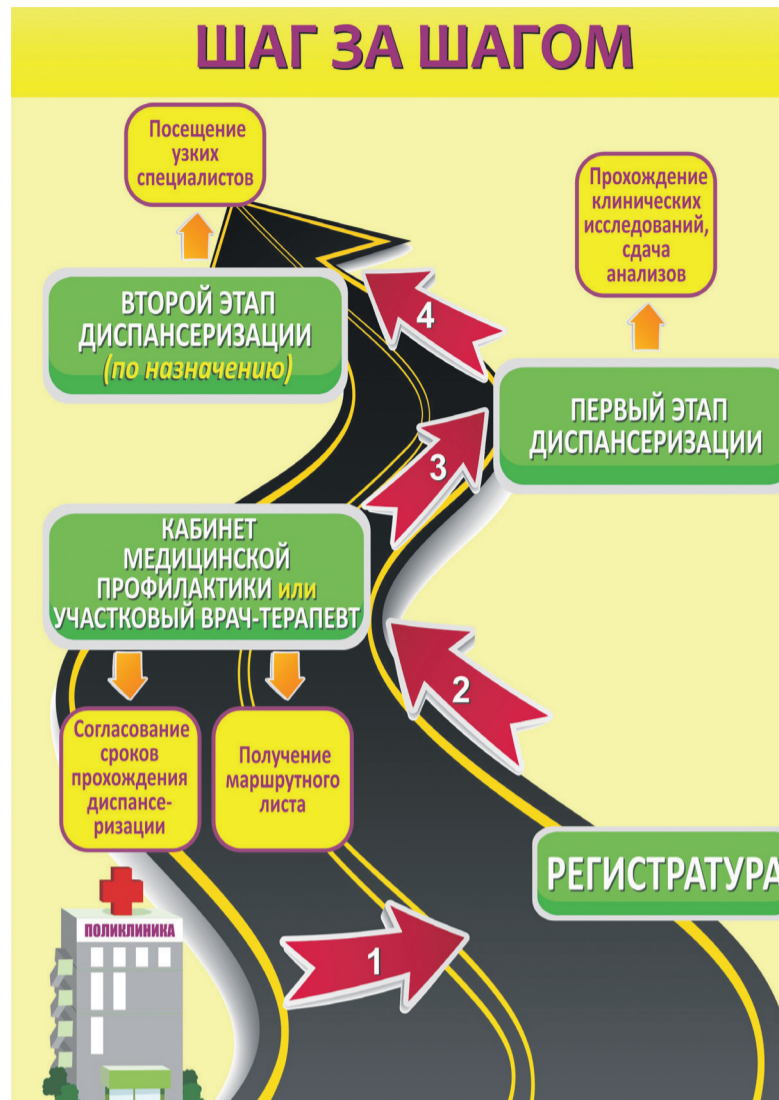 ШАГ ЗА ШАГОМ
Посещение
узких
специалистов
Прохождение
клинических
исследований,
сдача
анализов
ВТОРОЙ ЭТАП
ДИСПАНСЕРИЗАЦИИ
(по назначению)
4
ПЕРВЫЙ ЭТАП
ДИСПАНСЕРИЗАЦИИ
3
КАБИНЕТ
МЕДИЦИНСКОЙ
ПРОФИЛАКТИКИ или
УЧАСТКОВЫЙ ВРАЧ-ТЕРАПЕВТ
2
Согласование
сроков
прохождения
диспансе-
ризации
Получение
маршрутного
листа
РЕГИСТРАТУРА
ПОЛИКЛИНИКА
1